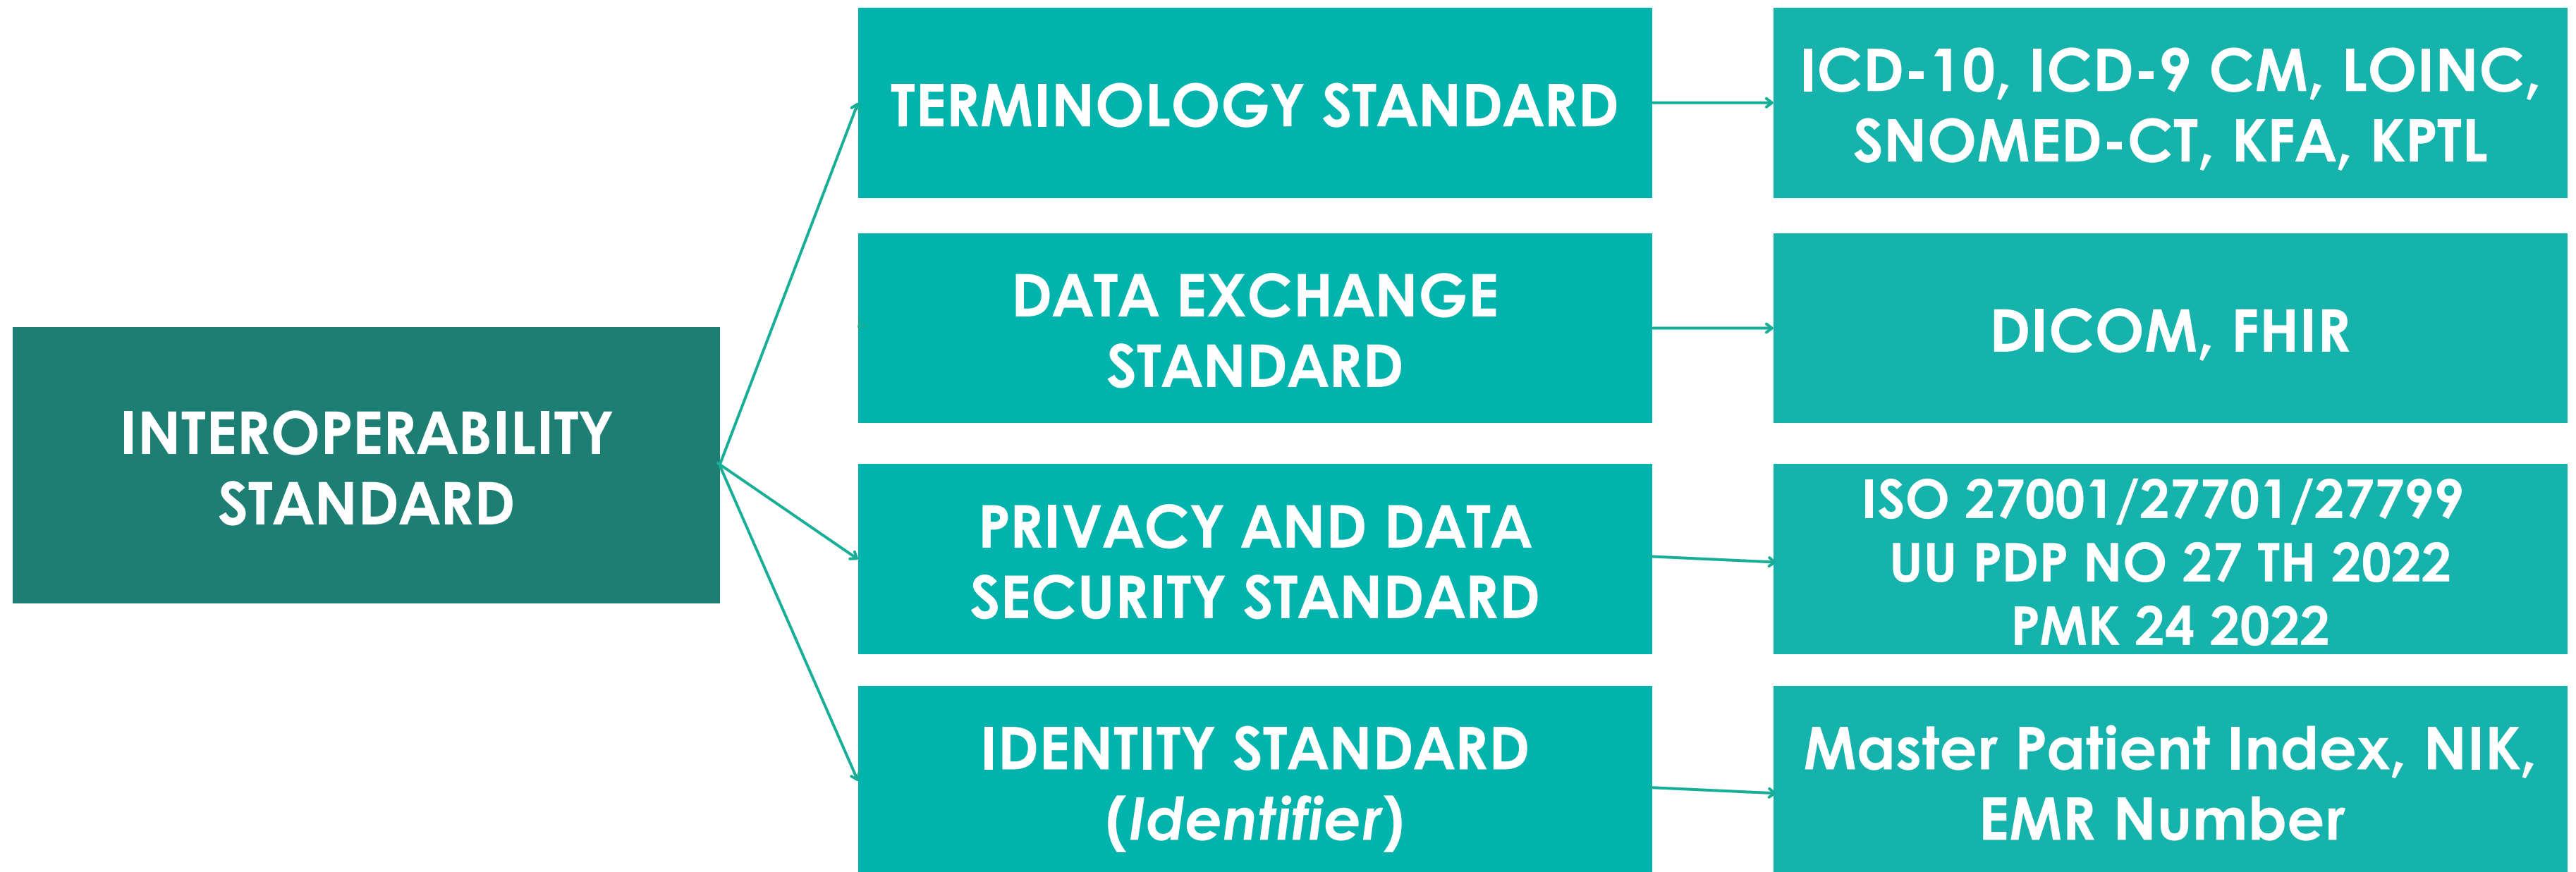 INTEROPERABILITY
STANDARD
TERMINOLOGY STANDARD
ICD-10, ICD-9 CM, LOINC,
SNOMED-CT, KFA, KPTL
DATA EXCHANGE
STANDARD
DICOM, FHIR
PRIVACY AND DATA
SECURITY STANDARD
ISO 27001/27701/27799
UU PDP NO 27 TH 2022
PMK 24 2022
IDENTITY STANDARD
(Identifier)
Master Patient Index, NIK,
EMR Number